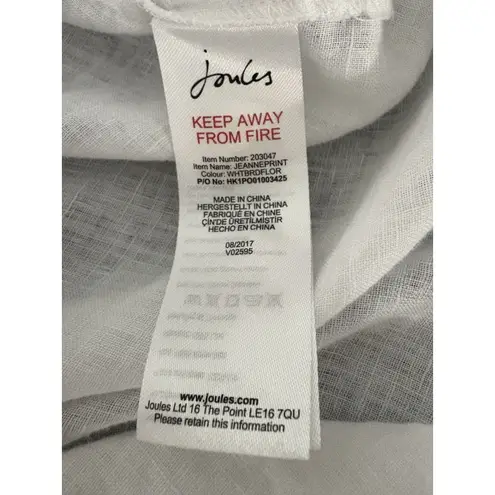 Joules
KEEP AWAY
FROM FIRE
Item Number: 203047
Item Name: JEANNEPRINT
Colour: WHTBRDFLOR
P/O No: HK1PO01003425
MADE IN CHINA
HERGESTELLT IN CHINA
FABRIQUÉ EN CHINE
ÇIN'DE ÜRETILMIŞTIR
HECHO EN CHINA
08/2017
V02595
www.joules.com
Joules Ltd 16 The Point LE16 7QU
Please retain this information